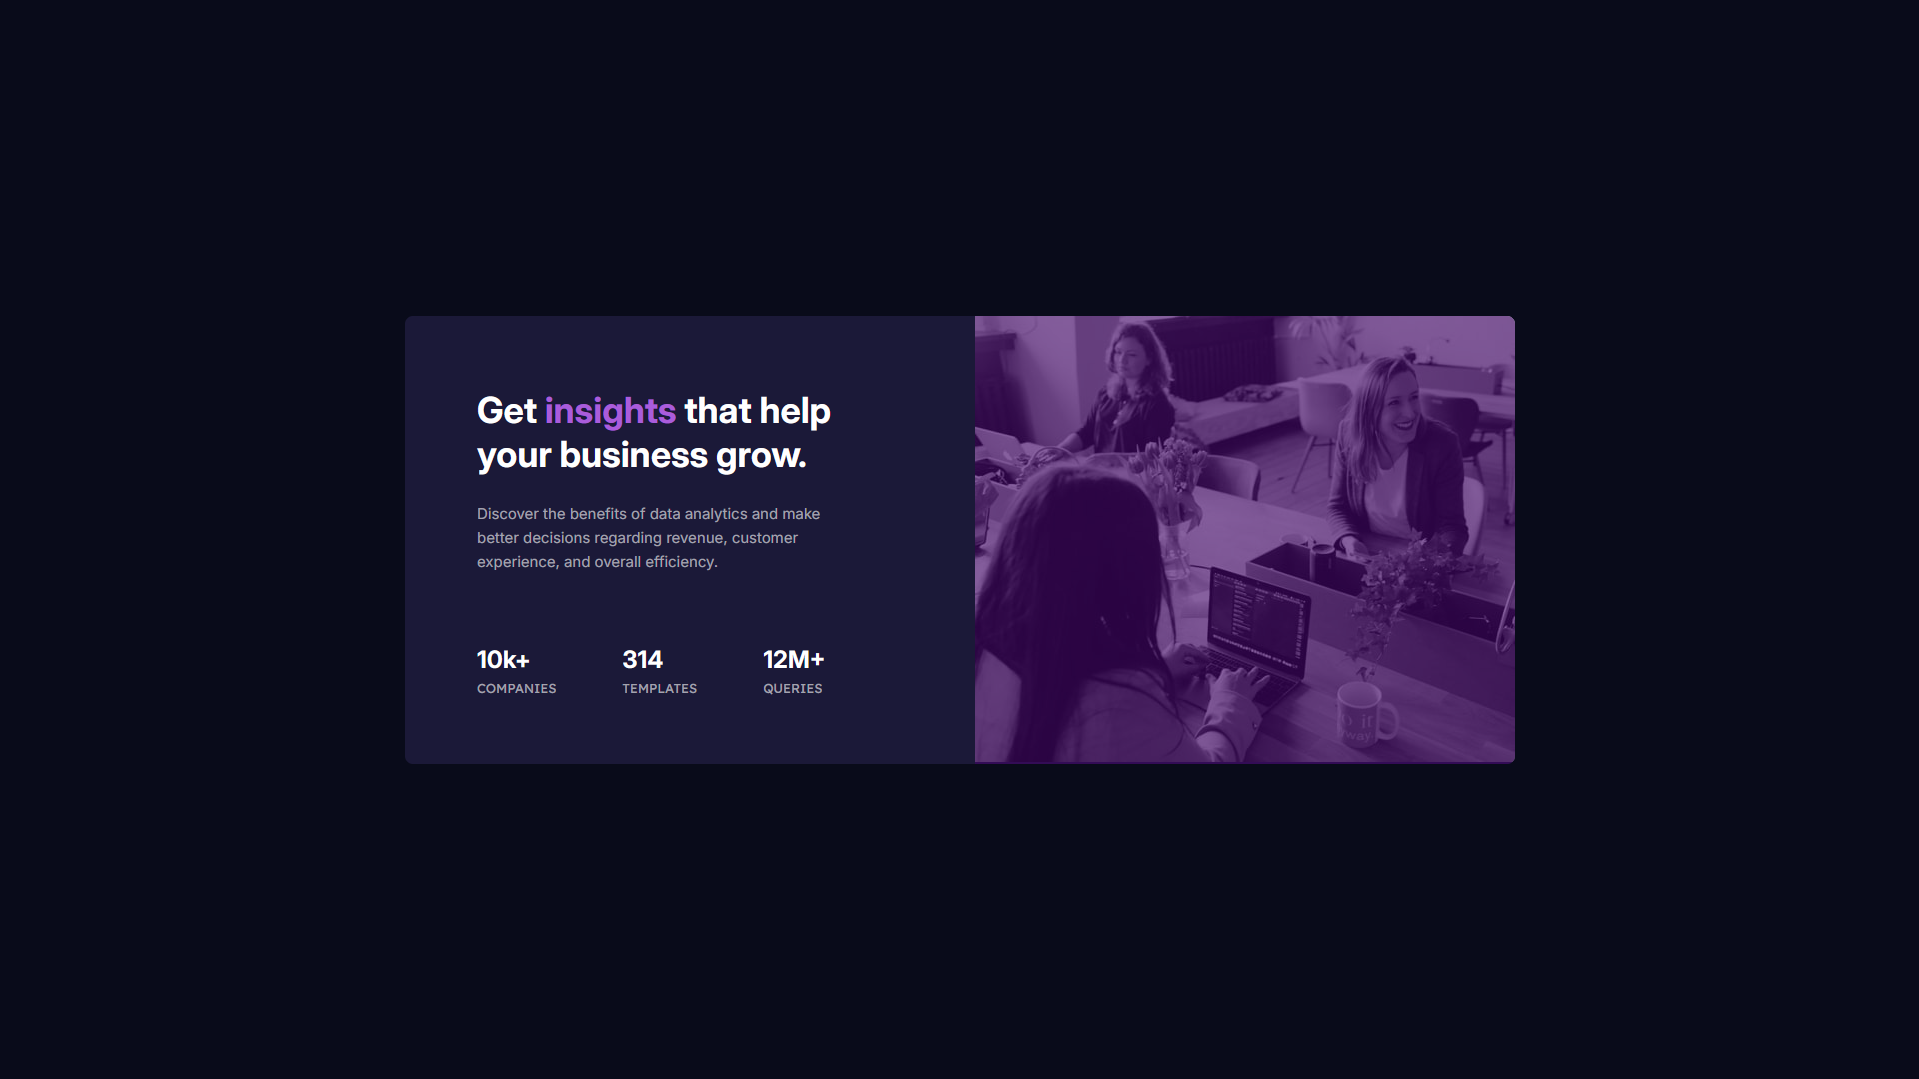 Get insights that help
your business grow.
Discover the benefits of data analytics and make
better decisions regarding revenue, customer
experience, and overall efficiency.
10k+ 314 12M+
COMPANIES TEMPLATES QUERIES
way